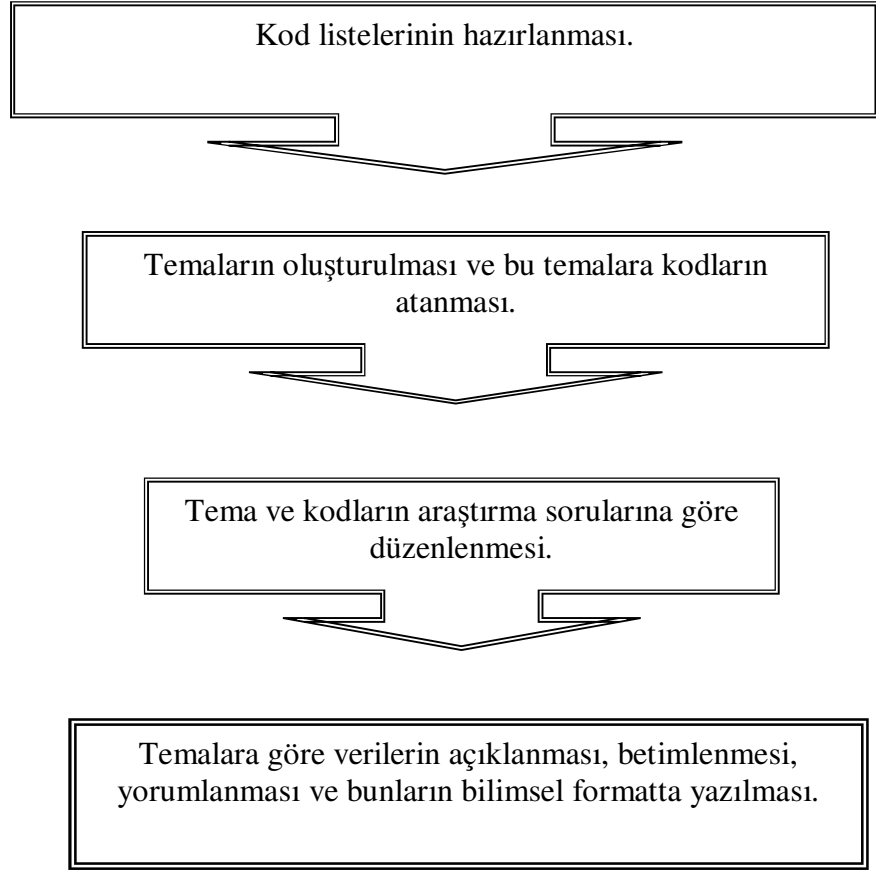 Kod listelerinin hazırlanması.
Temaların oluşturulması ve bu temalara kodların
atanması.
Tema ve kodların araştırma sorularına göre
düzenlenmesi.
Temalara göre verilerin açıklanması, betimlenmesi,
yorumlanması ve bunların bilimsel formatta yazılması.